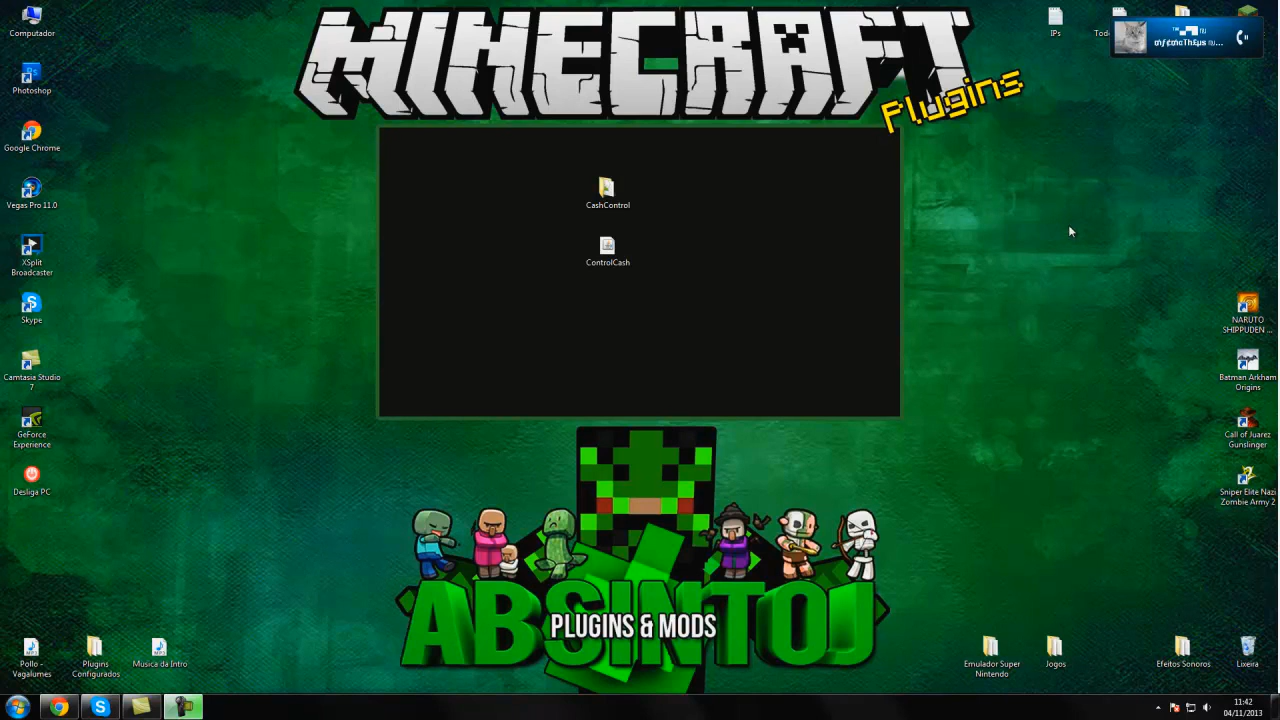 MINECRAFT
Plugins
Computador
Photoshop
Google Chrome
Vegas Pro 11.0
XSplit
Broadcaster
Skype
Camtasia Studio
7
GeForce
Experience
Desliga PC
Pollo -
Vagalumes
Plugins
Configurados
Musica da Intro
CashControl
ControlCash
IPs
NARUTO
SHIPPUDEN ...
Batman Arkham
Origins
Call of Juarez
Gunslinger
Sniper Elite Nazi
Zombie Army 2
ABSINTOJ
PLUGINS & MODS
Emulador Super
Nintendo
Jogos
Efeitos Sonoros
Lixeira
11:42
04/11/2013